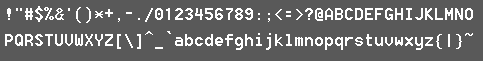 !"#$%&'()*+,-./0123456789:;<=>?@ABCDEFGHIJKLMNO
PQRSTUVWXYZ[\]^_`abcdefghijklmnopqrstuvwxyz{|}~